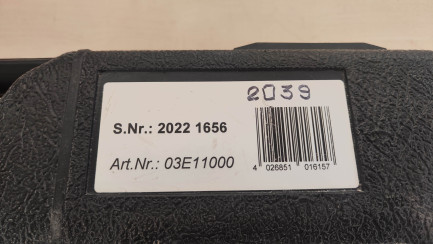 2039
S.Nr.: 2022 1656
Art.Nr.: 03E11000
4 026851 016157